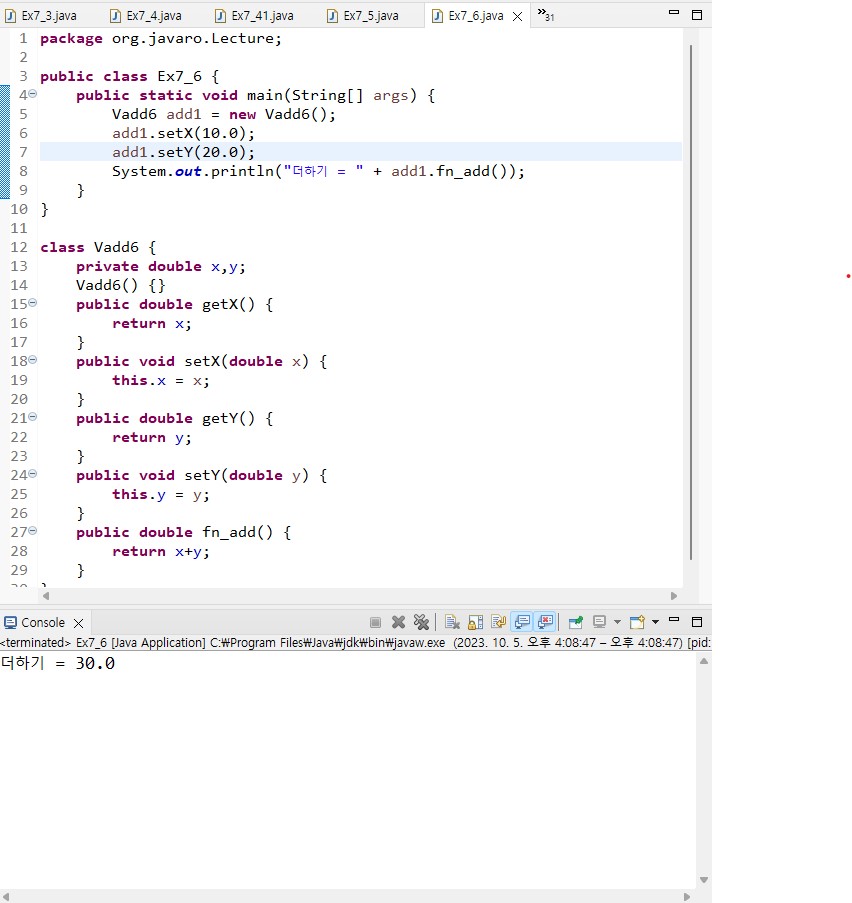 Ex7_3.java Ex7_4.java Ex7_41.java Ex7_5.java Ex7_6.java »31
1 package org.javaro.Lecture;
2
3 public class Ex7_6 {
4 public static void main(String[] args) {
5 Vadd6 add1 = new Vadd6();
6 add1.setX(10.0);
7 add1.setY(20.0);
8 System.out.println("더하기 = " + add1.fn_add());
9 }
10 }
11
12 class Vadd6 {
13 private double x,y;
14 Vadd6() {}
15 public double getX() {
16 return x;
17 }
18 public void setX(double x) {
19 this.x = x;
20 }
21 public double getY() {
22 return y;
23 }
24 public void setY(double y) {
25 this.y = y;
26 }
27 public double fn_add() {
28 return x+y;
29 }
Console
<terminated> Ex7_6 [Java Application] C:₩Program Files₩Java₩jdk₩bin₩javaw.exe (2023. 10. 5. 오후 4:08:47 – 오후 4:08:47) [pid:
더하기 = 30.0